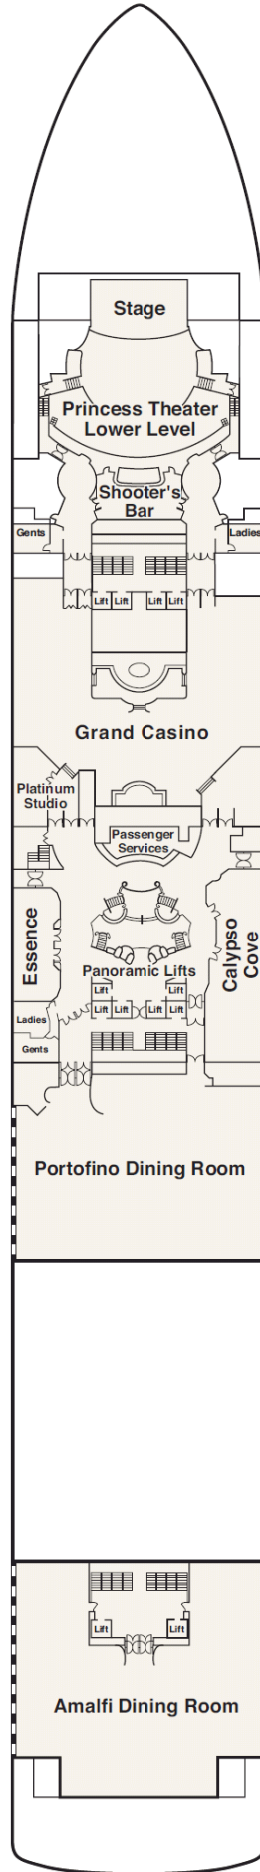 Stage
Princess Theater
Lower Level
Shooter's
Bar
Gents
Ladies
Lift Lift Lift Lift
Grand Casino
Platinum
Studio
Passenger
Services
Essence
Calypso
Cove
Panoramic Lifts
Lift Lift
Lift Lift Lift Lift
Ladies
Gents
Portofino Dining Room
Lift Lift
Amalfi Dining Room